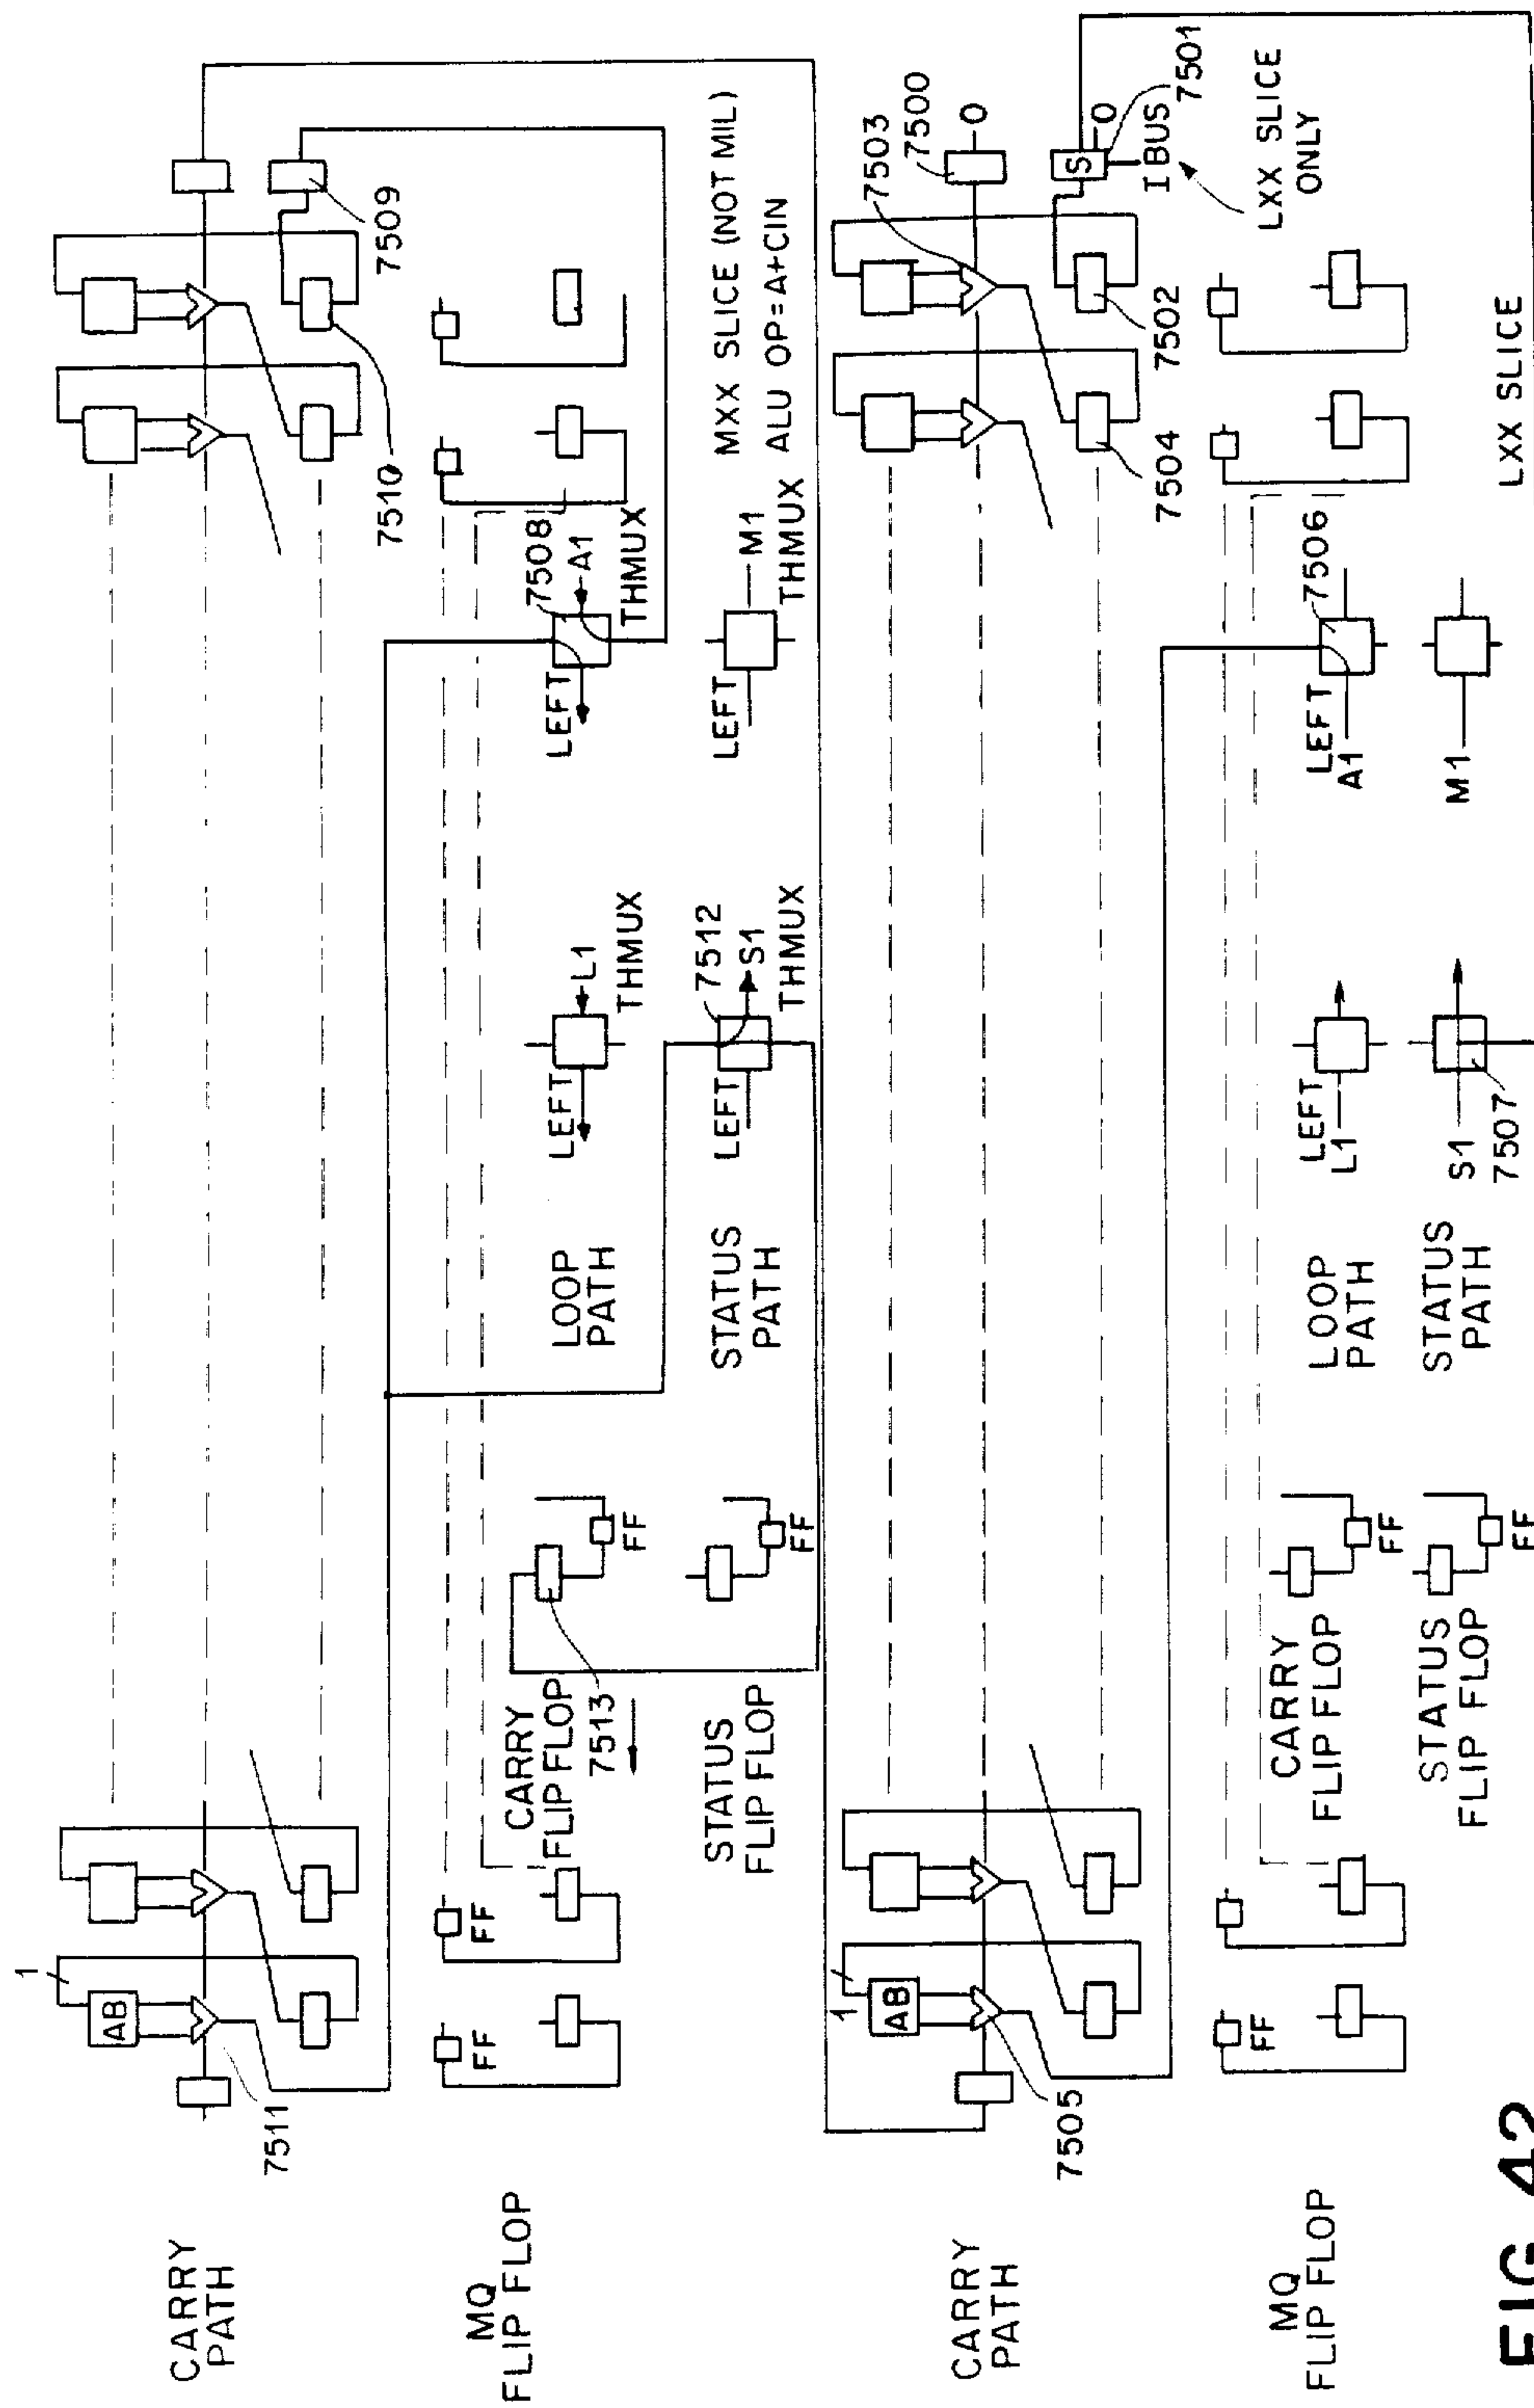 CARRY
PATH
1
AB
7511
7510
7509
MQ
FLIP FLOP
FF
FF
CARRY
FLIP FLOP
7513
FF
LOOP
PATH
LEFT
L1
THMUX
LEFT
7508
A1
THMUX
STATUS
FLIP FLOP
FF
STATUS
PATH
LEFT
7512
S1
THMUX
LEFT
M1
THMUX
MXX SLICE (NOT MIL)
ALU OP=A+CIN
CARRY
PATH
1
AB
7505
7503
7500
0
S
0
I BUS
7501
7504
7502
LXX SLICE
ONLY
MQ
FLIP FLOP
FF
CARRY
FLIP FLOP
FF
LOOP
PATH
LEFT
L1
LEFT
A1
7506
STATUS
FLIP FLOP
FF
STATUS
PATH
S1
7507
M1
LXX SLICE
FIG 42